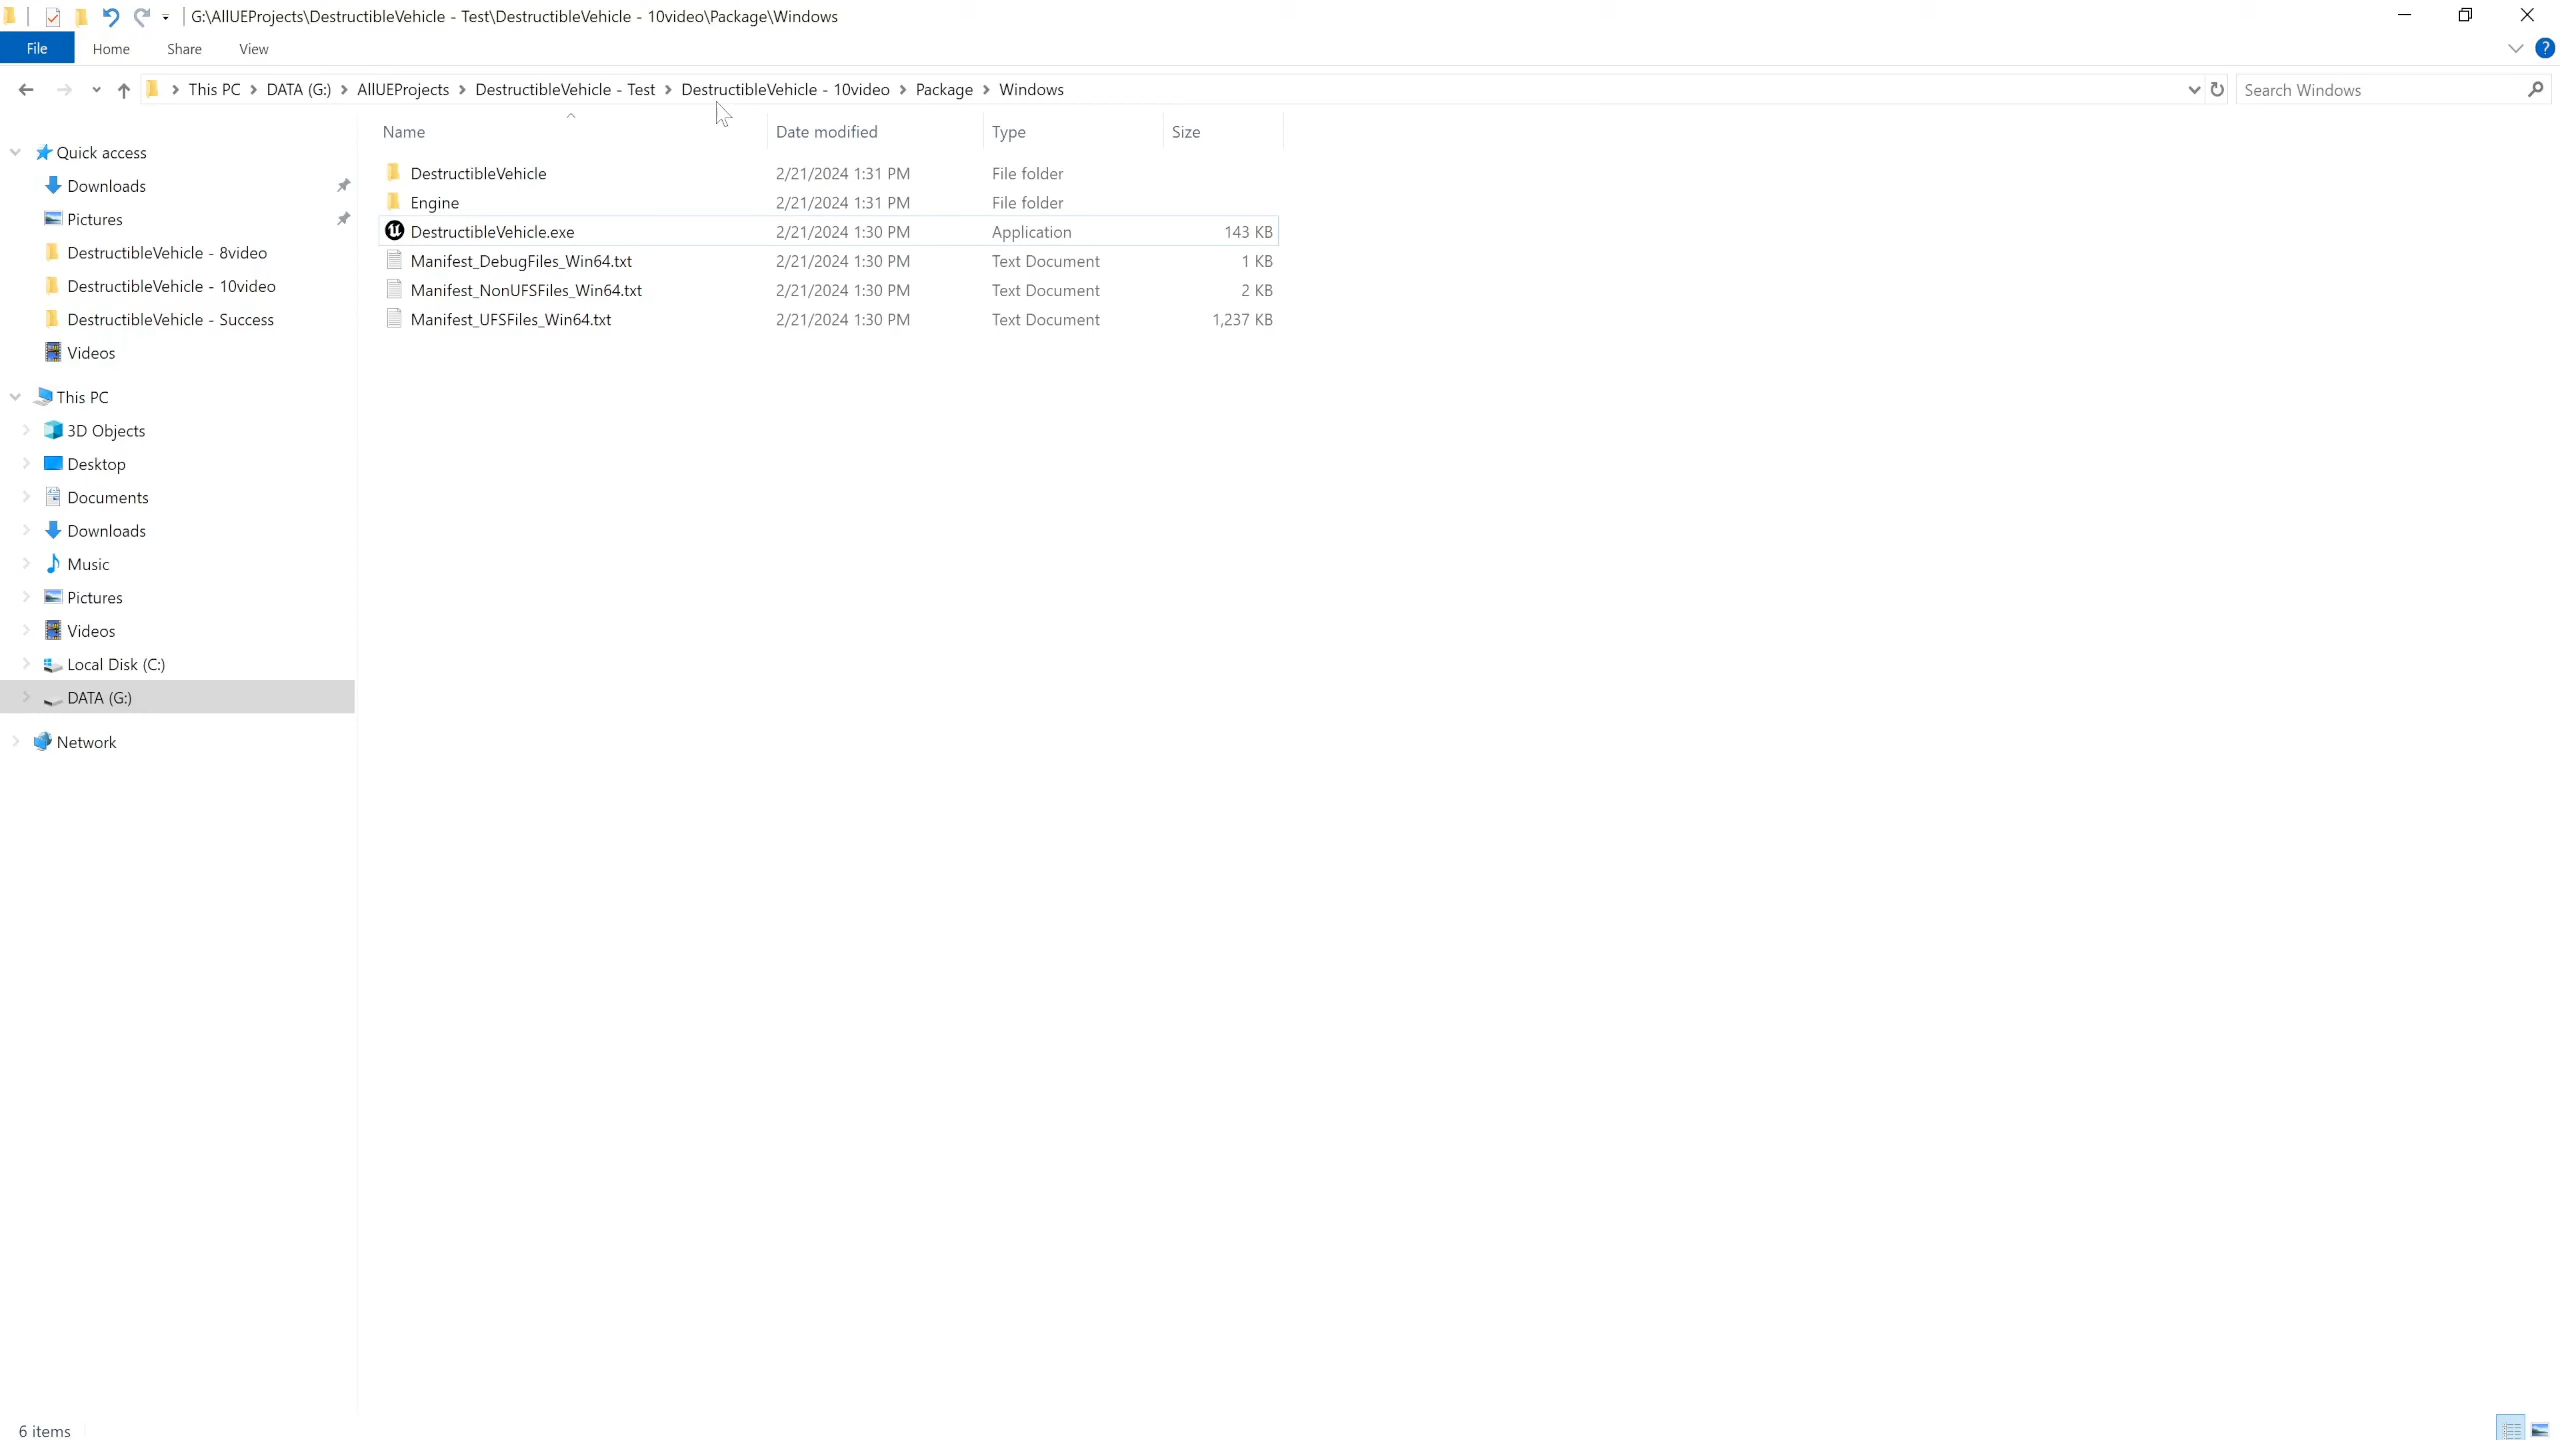 G:\AllUEProjects\DestructibleVehicle - Test\DestructibleVehicle - 10video\Package\Windows
File Home Share View ?
This PC > DATA (G:) > AllUEProjects > DestructibleVehicle - Test > DestructibleVehicle - 10video > Package > Windows
Search Windows
Name Date modified Type Size
Quick access
Downloads
Pictures
DestructibleVehicle - 8video
DestructibleVehicle - 10video
DestructibleVehicle - Success
Videos
This PC
3D Objects
Desktop
Documents
Downloads
Music
Pictures
Videos
Local Disk (C:)
DATA (G:)
Network
DestructibleVehicle 2/21/2024 1:31 PM File folder
Engine 2/21/2024 1:31 PM File folder
DestructibleVehicle.exe 2/21/2024 1:30 PM Application 143 KB
Manifest_DebugFiles_Win64.txt 2/21/2024 1:30 PM Text Document 1 KB
Manifest_NonUFSFiles_Win64.txt 2/21/2024 1:30 PM Text Document 2 KB
Manifest_UFSFiles_Win64.txt 2/21/2024 1:30 PM Text Document 1,237 KB
6 items